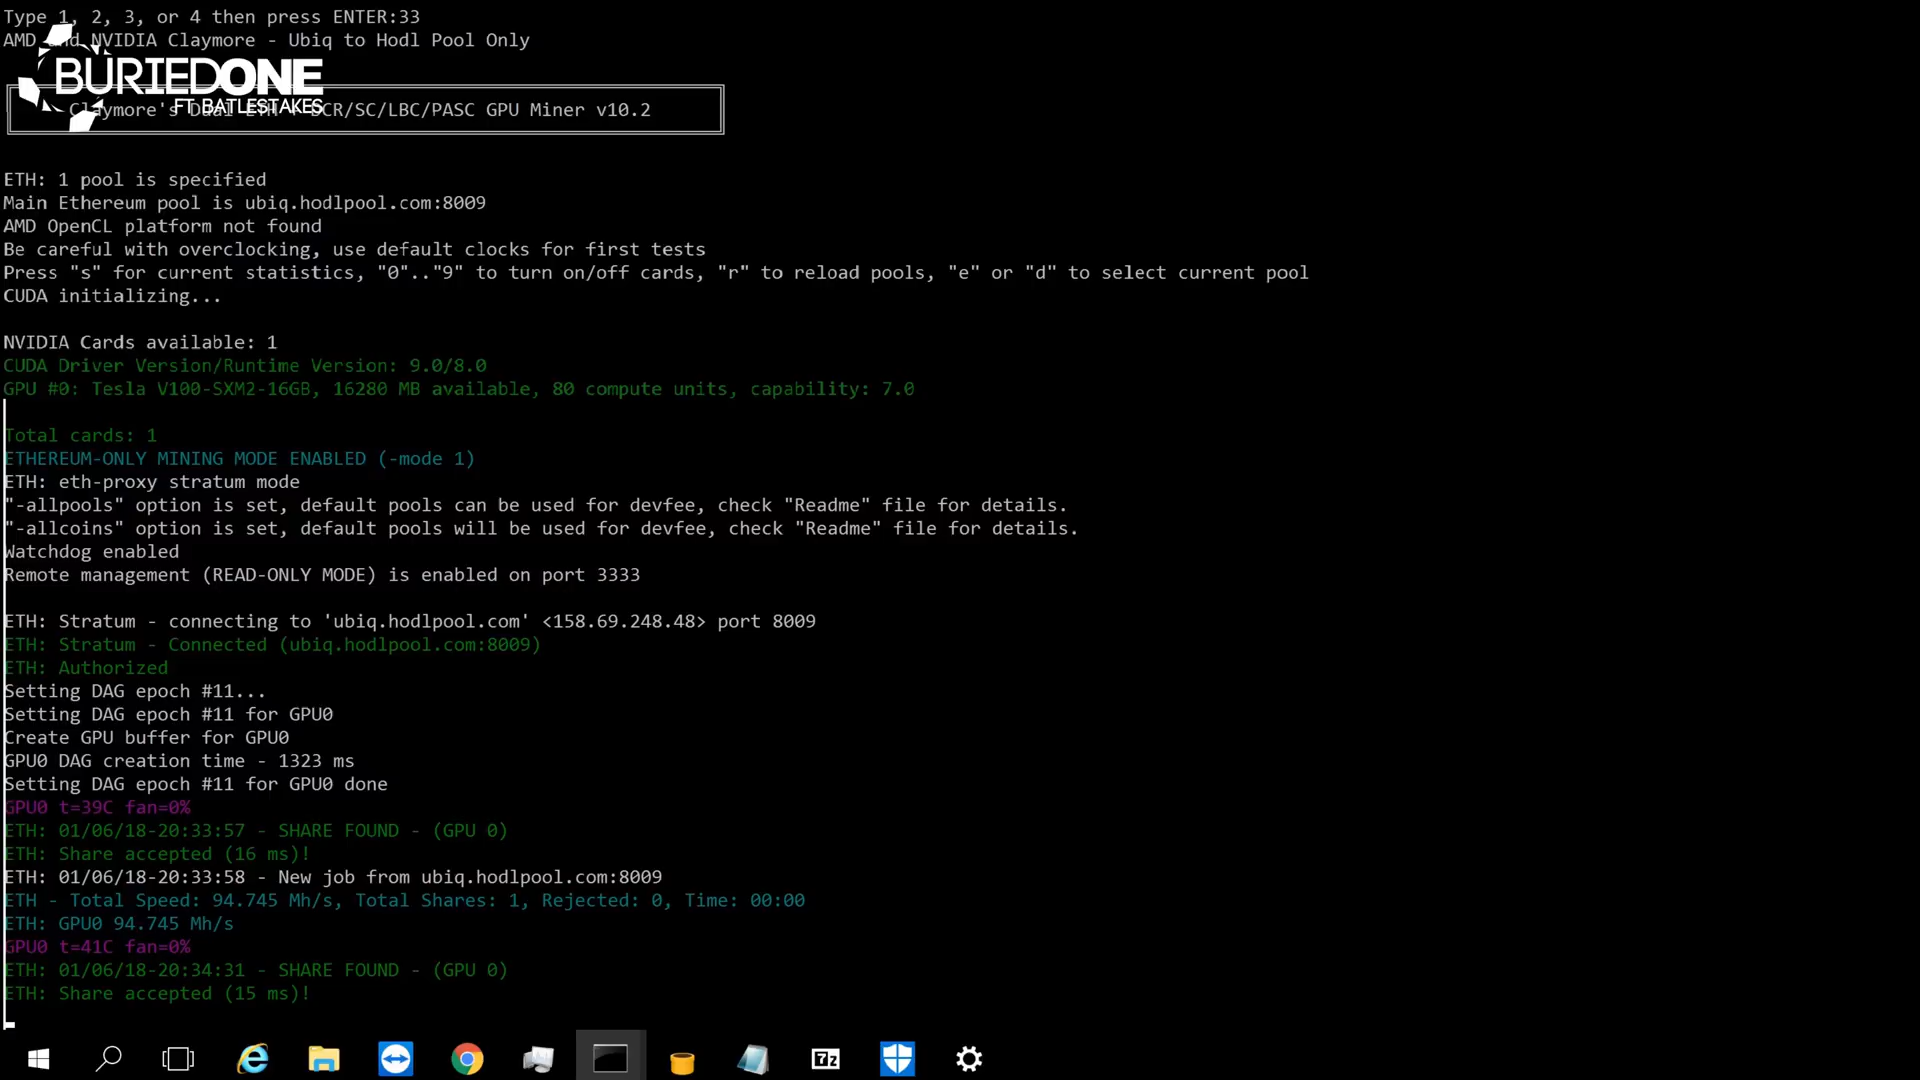 Type 1, 2, 3, or 4 then press ENTER:33
AMD and NVIDIA Claymore - Ubiq to Hodl Pool Only
BURIEDONE
FT BATLESTAKES
Claymore's Dual ETH + DCR/SC/LBC/PASC GPU Miner v10.2
ETH: 1 pool is specified
Main Ethereum pool is ubiq.hodlpool.com:8009
AMD OpenCL platform not found
Be careful with overclocking, use default clocks for first tests
Press "s" for current statistics, "0".."9" to turn on/off cards, "r" to reload pools, "e" or "d" to select current pool
CUDA initializing...
NVIDIA Cards available: 1
CUDA Driver Version/Runtime Version: 9.0/8.0
GPU #0: Tesla V100-SXM2-16GB, 16280 MB available, 80 compute units, capability: 7.0
Total cards: 1
ETHEREUM-ONLY MINING MODE ENABLED (-mode 1)
ETH: eth-proxy stratum mode
"-allpools" option is set, default pools can be used for devfee, check "Readme" file for details.
"-allcoins" option is set, default pools will be used for devfee, check "Readme" file for details.
Watchdog enabled
Remote management (READ-ONLY MODE) is enabled on port 3333
ETH: Stratum - connecting to 'ubiq.hodlpool.com' <158.69.248.48> port 8009
ETH: Stratum - Connected (ubiq.hodlpool.com:8009)
ETH: Authorized
Setting DAG epoch #11...
Setting DAG epoch #11 for GPU0
Create GPU buffer for GPU0
GPU0 DAG creation time - 1323 ms
Setting DAG epoch #11 for GPU0 done
GPU0 t=39C fan=0%
ETH: 01/06/18-20:33:57 - SHARE FOUND - (GPU 0)
ETH: Share accepted (16 ms)!
ETH: 01/06/18-20:33:58 - New job from ubiq.hodlpool.com:8009
ETH - Total Speed: 94.745 Mh/s, Total Shares: 1, Rejected: 0, Time: 00:00
ETH: GPU0 94.745 Mh/s
GPU0 t=41C fan=0%
ETH: 01/06/18-20:34:31 - SHARE FOUND - (GPU 0)
ETH: Share accepted (15 ms)!
7z